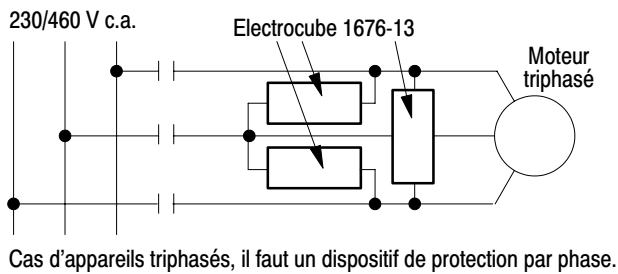 230/460 V c.a.
Electrocube 1676-13
Moteur
triphasé
Cas d'appareils triphasés, il faut un dispositif de protection par phase.